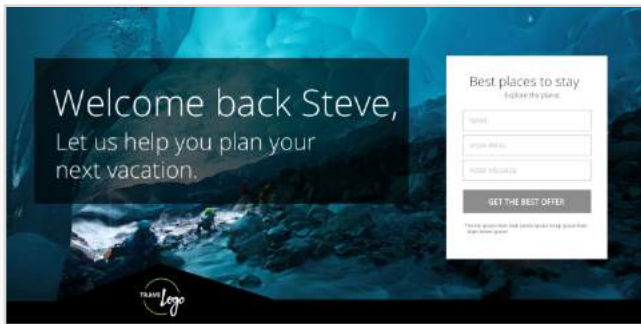 Welcome back Steve,
Let us help you plan your
next vacation.
Best places to stay
Explore the planet
NAME
YOUR EMAIL
YOUR MESSAGE
GET THE BEST OFFER
TRAVEL
Logo